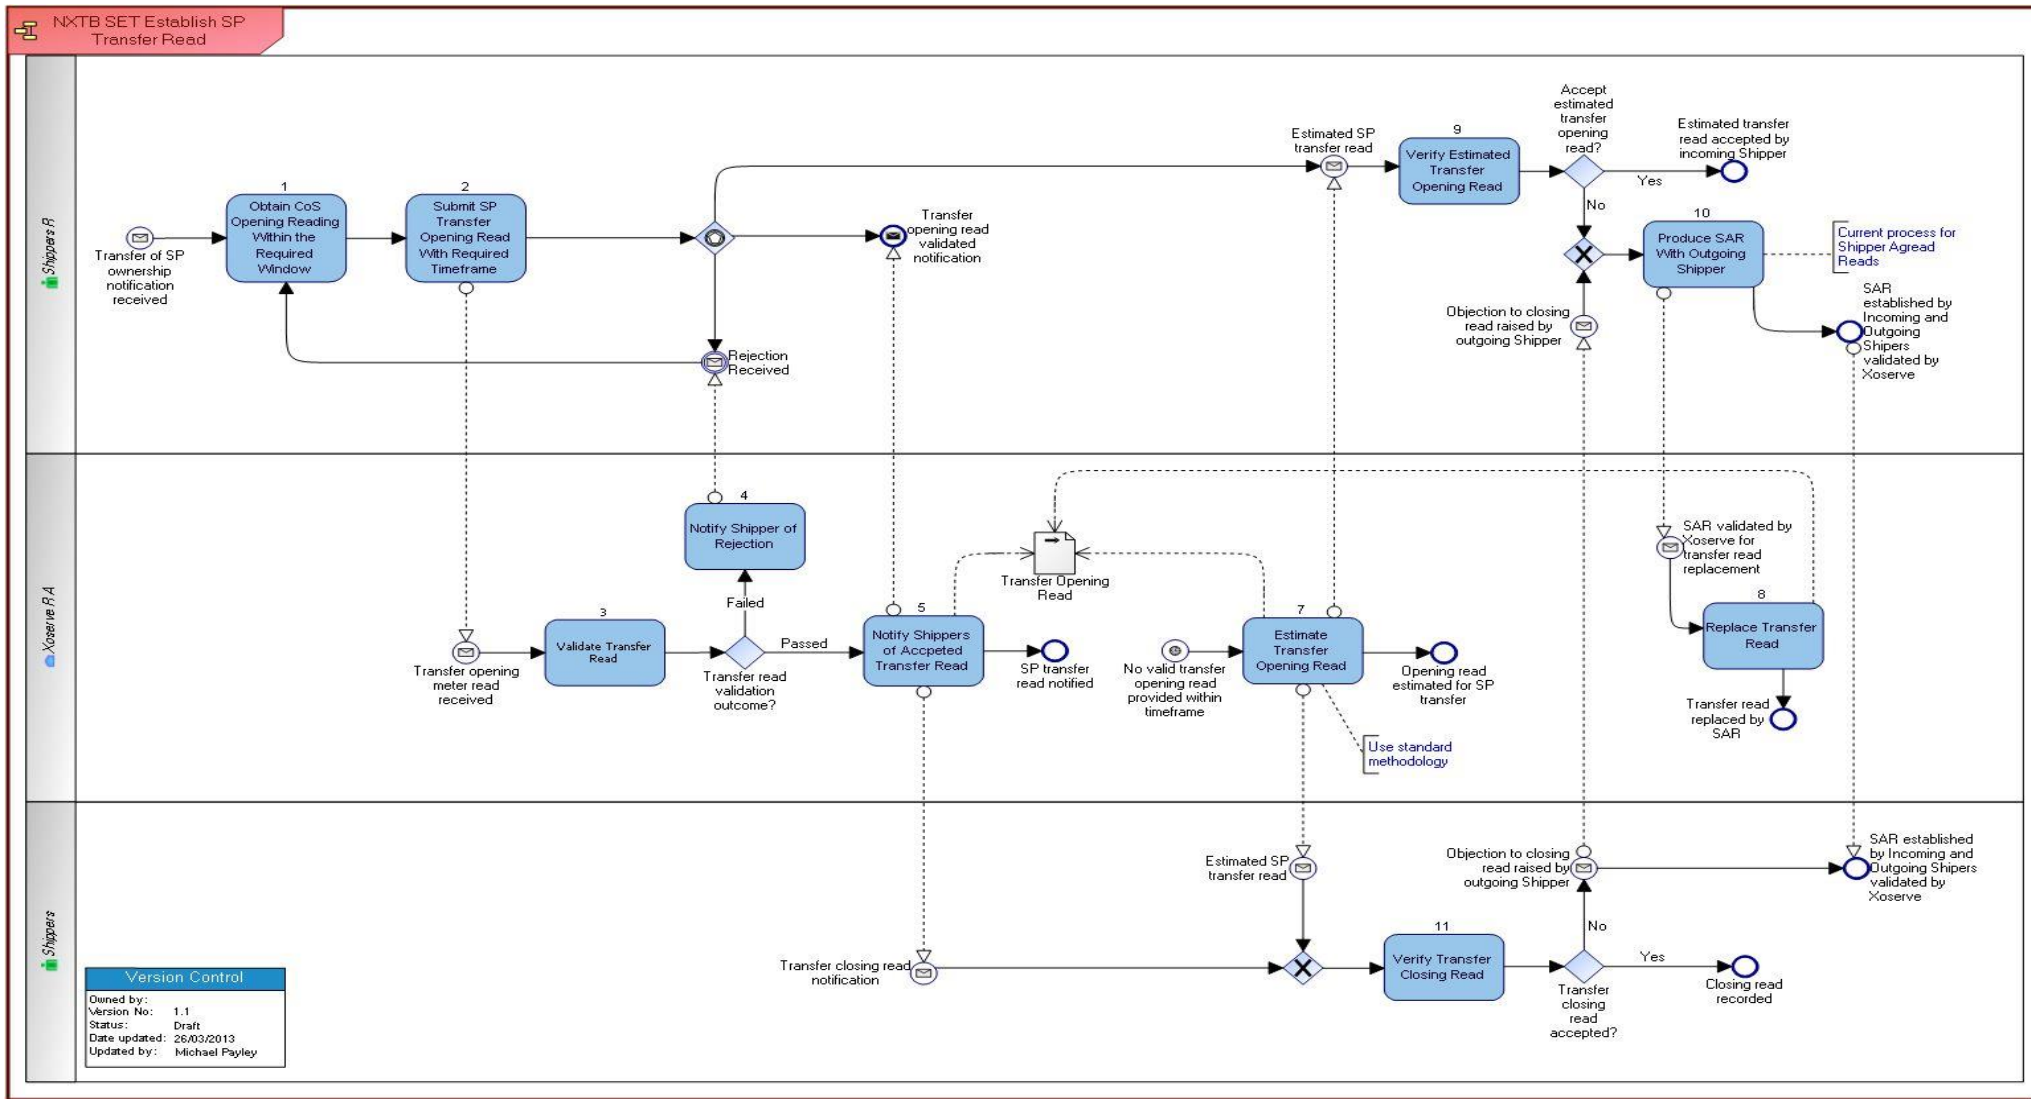 NXTB SET Establish SP
Transfer Read
Shippers R
Transfer of SP
ownership
notification
received
1
Obtain CoS
Opening Reading
Within the
Required
Window
2
Submit SP
Transfer
Opening Read
With Required
Timeframe
Transfer
opening read
validated
notification
Rejection
Received
Estimated SP
transfer read
9
Verify Estimated
Transfer
Opening Read
Accept
estimated
transfer
opening
read?
Yes
No
Estimated transfer
read accepted by
incoming Shipper
10
Produce SAR
With Outgoing
Shipper
Current process for
Shipper Agread
Reads
Objection to closing
read raised by
outgoing Shipper
SAR
established by
Incoming and
Outgoing
Shipers
validated by
Xoserve
Xoserve R A
Transfer opening
meter read
received
3
Validate Transfer
Read
4
Notify Shipper of
Rejection
Failed
Passed
Transfer read
validation
outcome?
5
Notify Shippers
of Accpeted
Transfer Read
SP transfer
read notified
Transfer Opening
Read
No valid transfer
opening read
provided within
timeframe
7
Estimate
Transfer
Opening Read
Opening read
estimated for SP
transfer
Use standard
methodology
SAR validated by
Xoserve for
transfer read
replacement
8
Replace Transfer
Read
Transfer read
replaced by
SAR
Shippers
Transfer closing read
notification
Estimated SP
transfer read
11
Verify Transfer
Closing Read
Objection to closing
read raised by
outgoing Shipper
No
Yes
Transfer
closing
read
accepted?
Closing read
recorded
SAR established
by Incoming and
Outgoing Shipers
validated by
Xoserve
Version Control
Owned by:
Version No: 1.1
Status: Draft
Date updated: 26/03/2013
Updated by: Michael Payley